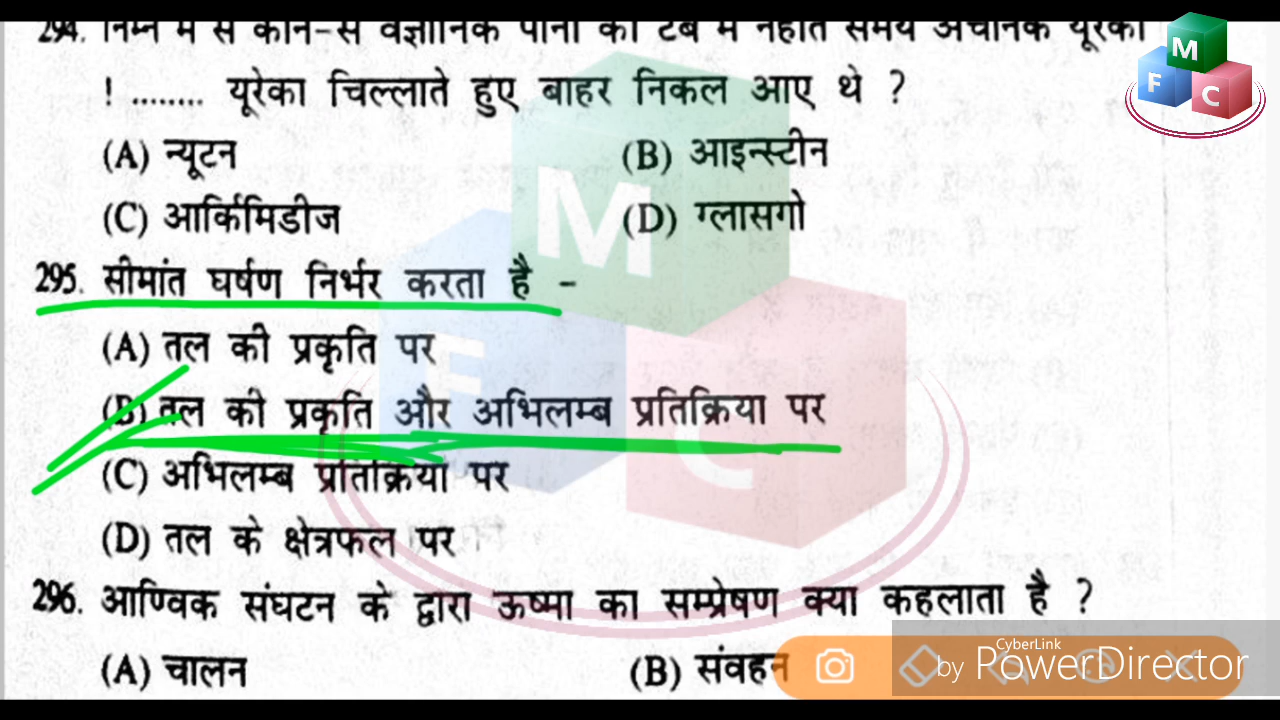 294. निम्न में से कौन-से वैज्ञानिक पानी की टब में नहाते समय अचानक यूरेका
! ........ यूरेका चिल्लाते हुए बाहर निकल आए थे ?
(A) न्यूटन (B) आइन्स्टीन
(C) आर्किमिडीज (D) ग्लासगो
295. सीमांत घर्षण निर्भर करता है -
(A) तल की प्रकृति पर
(B) तल की प्रकृति और अभिलम्ब प्रतिक्रिया पर
(C) अभिलम्ब प्रतिक्रिया पर
(D) तल के क्षेत्रफल पर
296. आण्विक संघटन के द्वारा ऊष्मा का सम्प्रेषण क्या कहलाता है ?
(A) चालन (B) संवहन
M
F
C
M
F
C
CyberLink
by PowerDirector